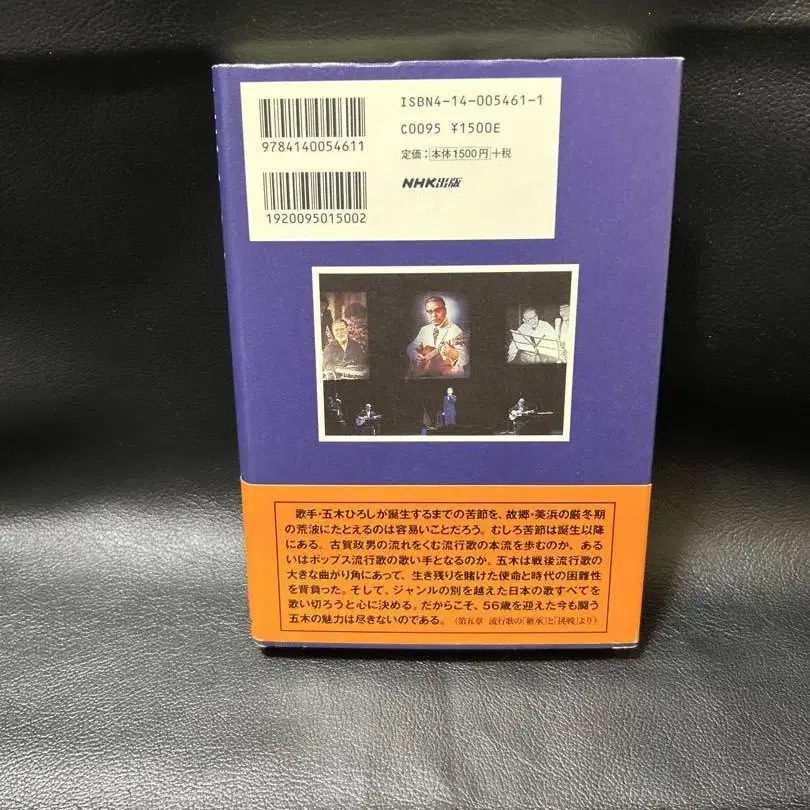 ISBN4-14-005461-1
C0095 ¥1500E
定価:本体1500円+税
NHK出版
9784140054611
1920095015002
歌手・五木ひろしが誕生するまでの苦節を、故郷・美浜の厳冬期
の荒波にたとえるのは容易いことだろう。むしろ苦節は誕生以降
にある。古賀政男の流れをくむ流行歌の本流を歩むのか、ある
いはポップス流行歌の歌い手となるのか。五木は戦後流行歌の
大きな曲がり角にあって、生き残りを賭けた使命と時代の困難性
を背負った。そして、ジャンルの別を越えた日本の歌すべてを
歌い切ろうと心に決める。だからこそ、56歳を迎えた今も闘う
五木の魅力は尽きないのである。(第五章 流行歌の「継承」と「挑戦」より)